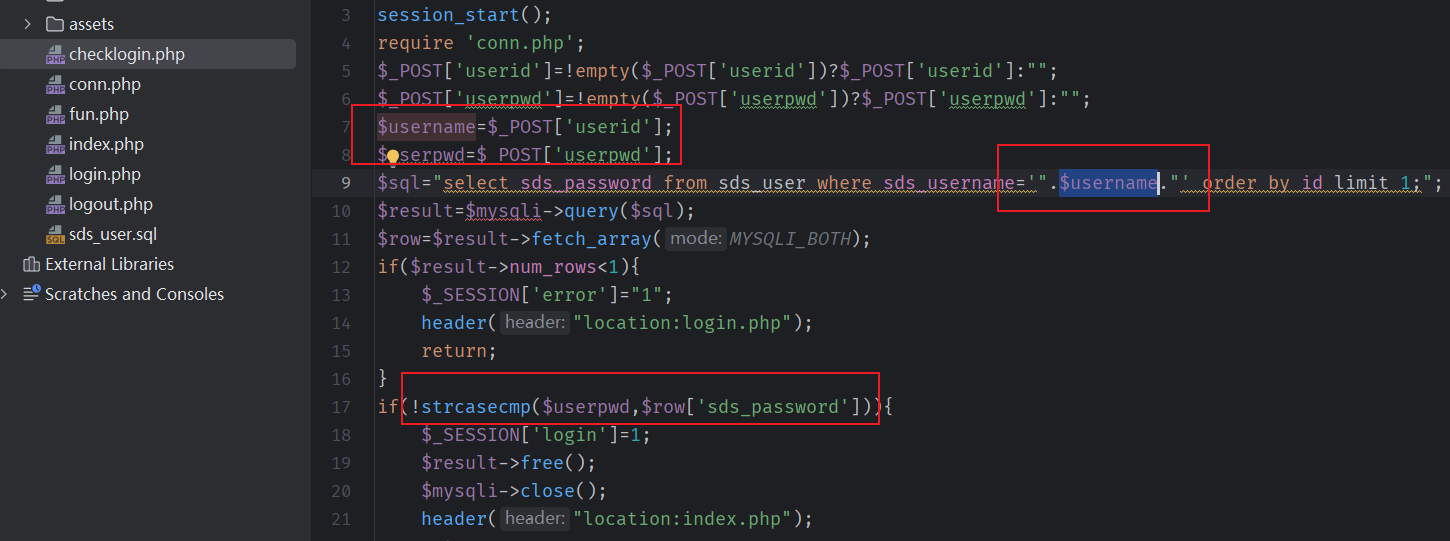 assets
checklogin.php
conn.php
fun.php
index.php
login.php
logout.php
sds_user.sql
External Libraries
Scratches and Consoles
3 session_start();
4 require 'conn.php';
5 $_POST['userid']=!empty($_POST['userid'])?$_POST['userid']:"";
6 $_POST['userpwd']=!empty($_POST['userpwd'])?$_POST['userpwd']:"";
7 $username=$_POST['userid'];
8 $serpwd=$_POST['userpwd'];
9 $sql="select sds_password from sds_user where sds_username='".$username."' order by id limit 1;";
10 $result=$mysqli->query($sql);
11 $row=$result->fetch_array( mode: MYSQLI_BOTH);
12 if($result->num_rows<1){
13 $_SESSION['error']="1";
14 header( header: "location:login.php");
15 return;
16 }
17 if(!strcasecmp($userpwd,$row['sds_password'])){
18 $_SESSION['login']=1;
19 $result->free();
20 $mysqli->close();
21 header( header: "location:index.php");